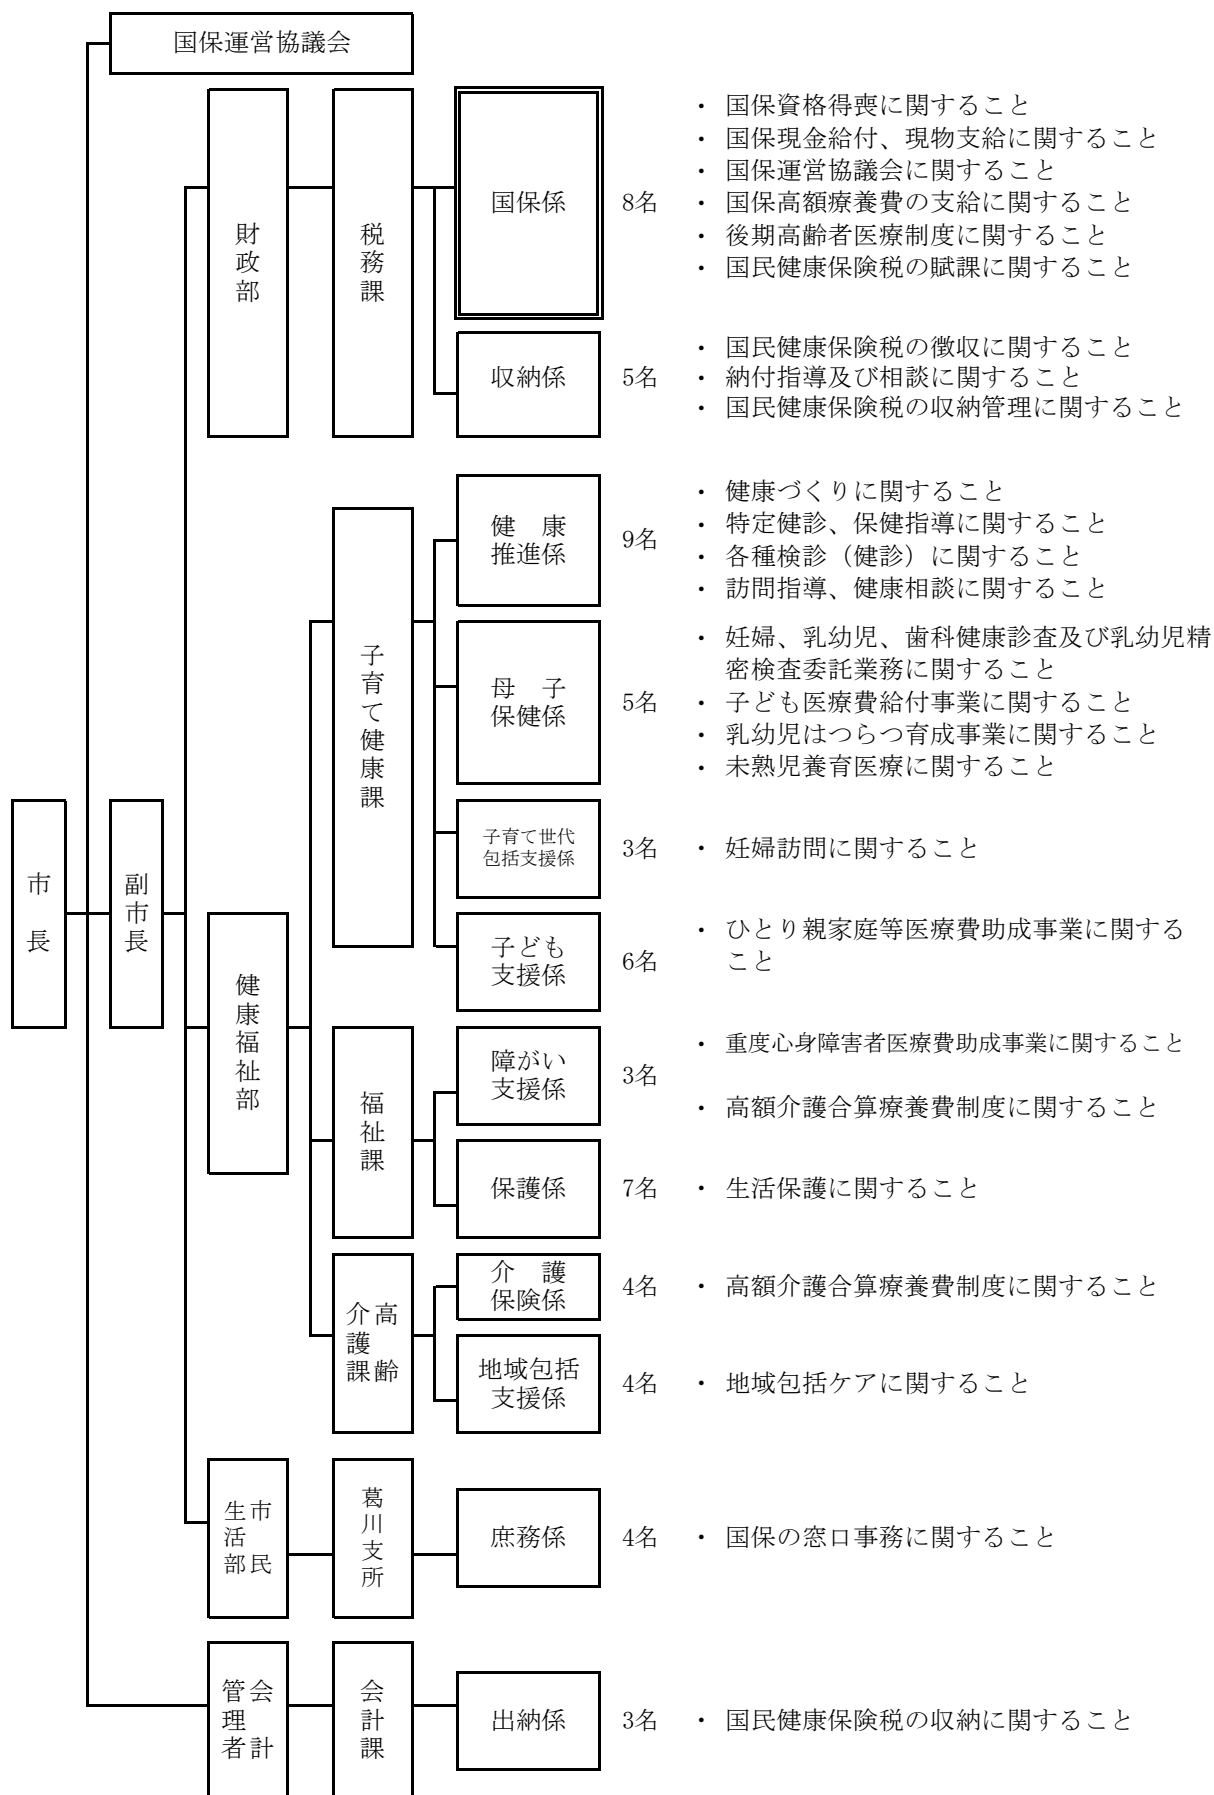 国保運営協議会
市長
副市長
財政部
税務課
国保係
8名
・ 国保資格得喪に関すること
・ 国保現金給付、現物支給に関すること
・ 国保運営協議会に関すること
・ 国保高額療養費の支給に関すること
・ 後期高齢者医療制度に関すること
・ 国民健康保険税の賦課に関すること
収納係
5名
・ 国民健康保険税の徴収に関すること
・ 納付指導及び相談に関すること
・ 国民健康保険税の収納管理に関すること
健康福祉部
子育て健康課
健 康
推進係
9名
・ 健康づくりに関すること
・ 特定健診、保健指導に関すること
・ 各種検診（健診）に関すること
・ 訪問指導、健康相談に関すること
母 子
保健係
5名
・ 妊婦、乳幼児、歯科健康診査及び乳幼児精
密検査委託業務に関すること
・ 子ども医療費給付事業に関すること
・ 乳幼児はつらつ育成事業に関すること
・ 未熟児養育医療に関すること
子育て世代
包括支援係
3名
・ 妊婦訪問に関すること
子ども
支援係
6名
・ ひとり親家庭等医療費助成事業に関する
こと
福祉課
障がい
支援係
3名
・ 重度心身障害者医療費助成事業に関すること
・ 高額介護合算療養費制度に関すること
保護係
7名
・ 生活保護に関すること
高齢
介護課
介 護
保険係
4名
・ 高額介護合算療養費制度に関すること
地域包括
支援係
4名
・ 地域包括ケアに関すること
市民
生活部
葛川支所
庶務係
4名
・ 国保の窓口事務に関すること
会計
管理者
会計課
出納係
3名
・ 国民健康保険税の収納に関すること